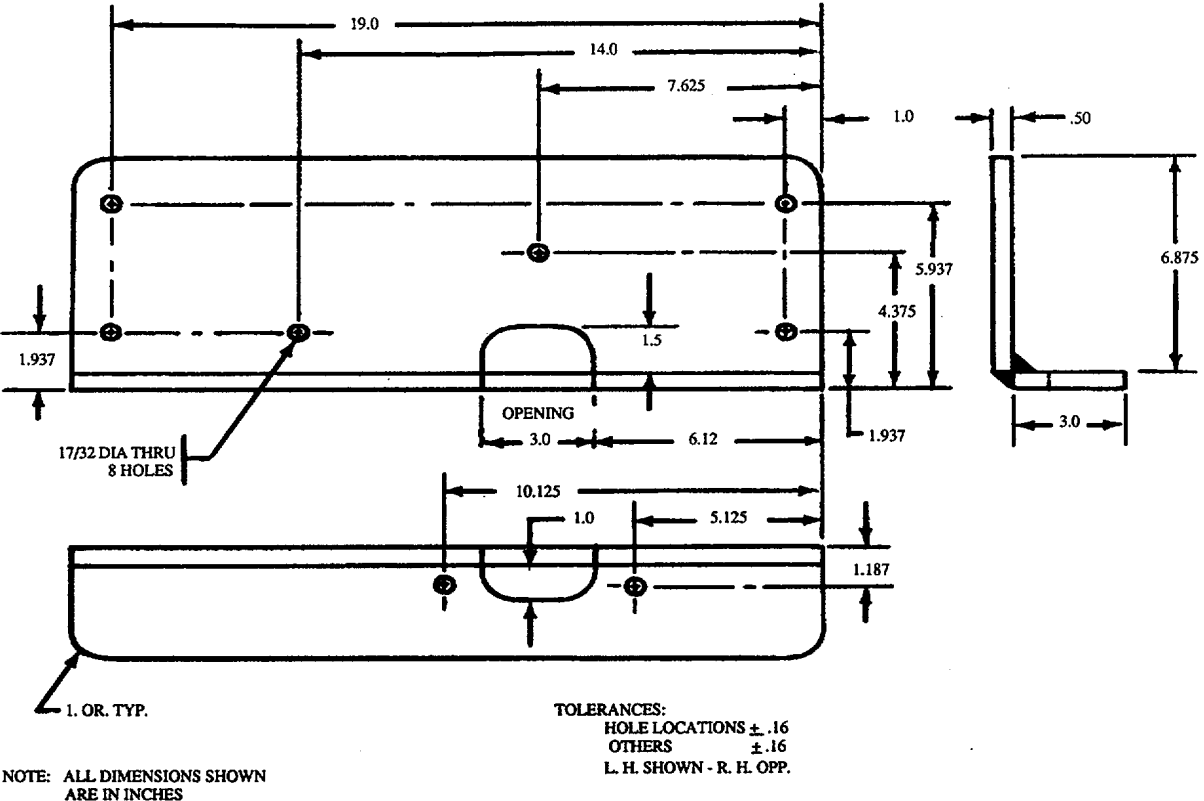 19.0
14.0
7.625
1.0
.50
6.875
5.937
4.375
1.5
1.937
OPENING
3.0
6.12
1.937
3.0
17/32 DIA THRU
8 HOLES
10.125
1.0
5.125
1.187
1. OR. TYP.
TOLERANCES:
HOLE LOCATIONS ± .16
OTHERS ± .16
L. H. SHOWN - R. H. OPP.
NOTE: ALL DIMENSIONS SHOWN
ARE IN INCHES